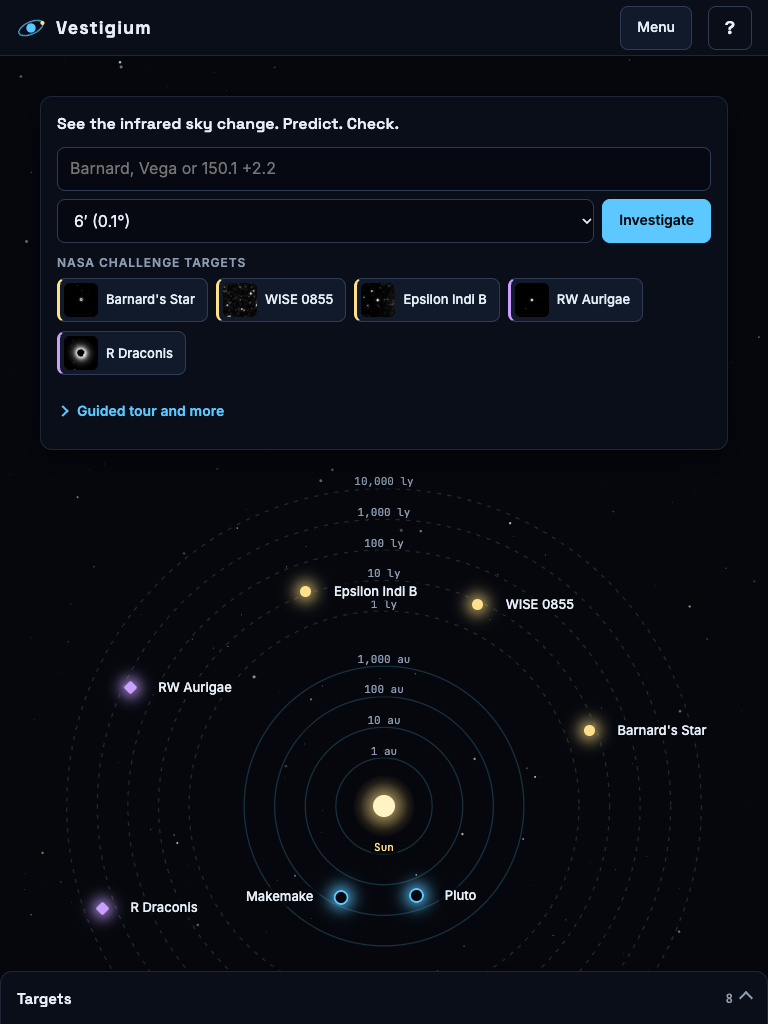 Vestigium
Menu
?
See the infrared sky change. Predict. Check.
Barnard, Vega or 150.1 +2.2
6′ (0.1°)
Investigate
NASA CHALLENGE TARGETS
Barnard's Star
WISE 0855
Epsilon Indi B
RW Aurigae
R Draconis
Guided tour and more
10,000 ly
1,000 ly
100 ly
10 ly
Epsilon Indi B
1 ly
WISE 0855
1,000 au
RW Aurigae
100 au
10 au
Barnard's Star
1 au
Sun
Makemake
Pluto
R Draconis
Targets
8